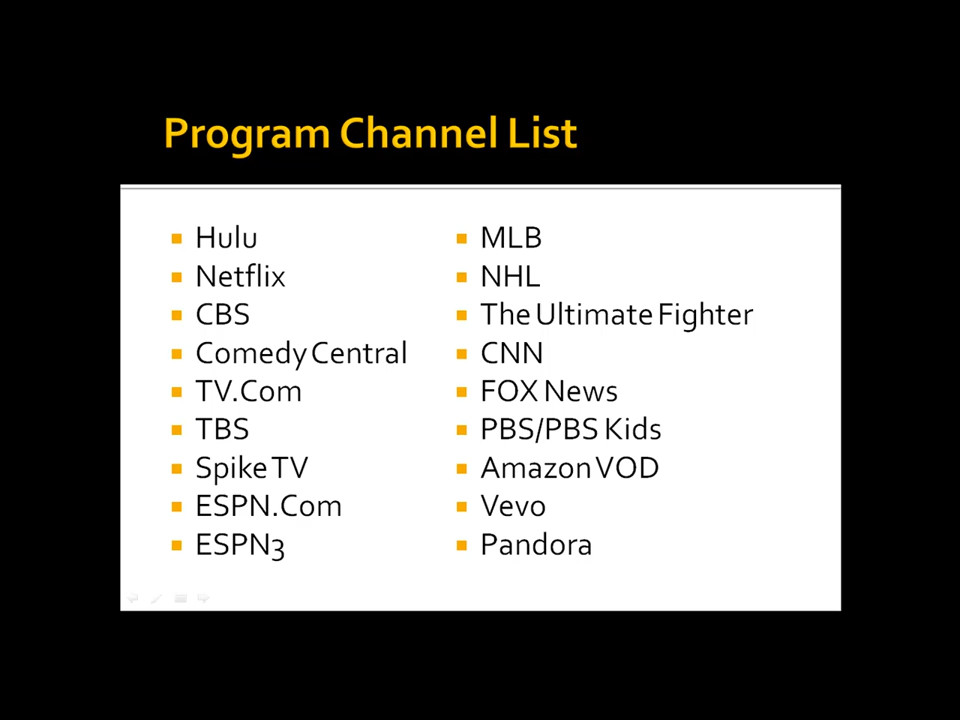 Program Channel List
Hulu
Netflix
CBS
Comedy Central
TV.Com
TBS
Spike TV
ESPN.Com
ESPN3
MLB
NHL
The Ultimate Fighter
CNN
FOX News
PBS/PBS Kids
Amazon VOD
Vevo
Pandora